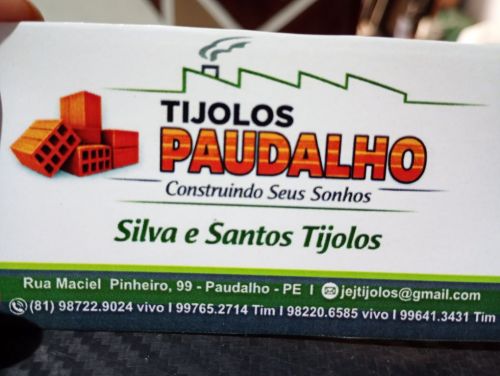 TIJOLOS
PAUDALHO
Construindo Seus Sonhos
Silva e Santos Tijolos
Rua Maciel Pinheiro, 99 - Paudalho - PE I jejtijolos@gmail.com
(81) 98722.9024 vivo I 99765.2714 Tim I 98220.6585 vivo I 99641.3431 Tim